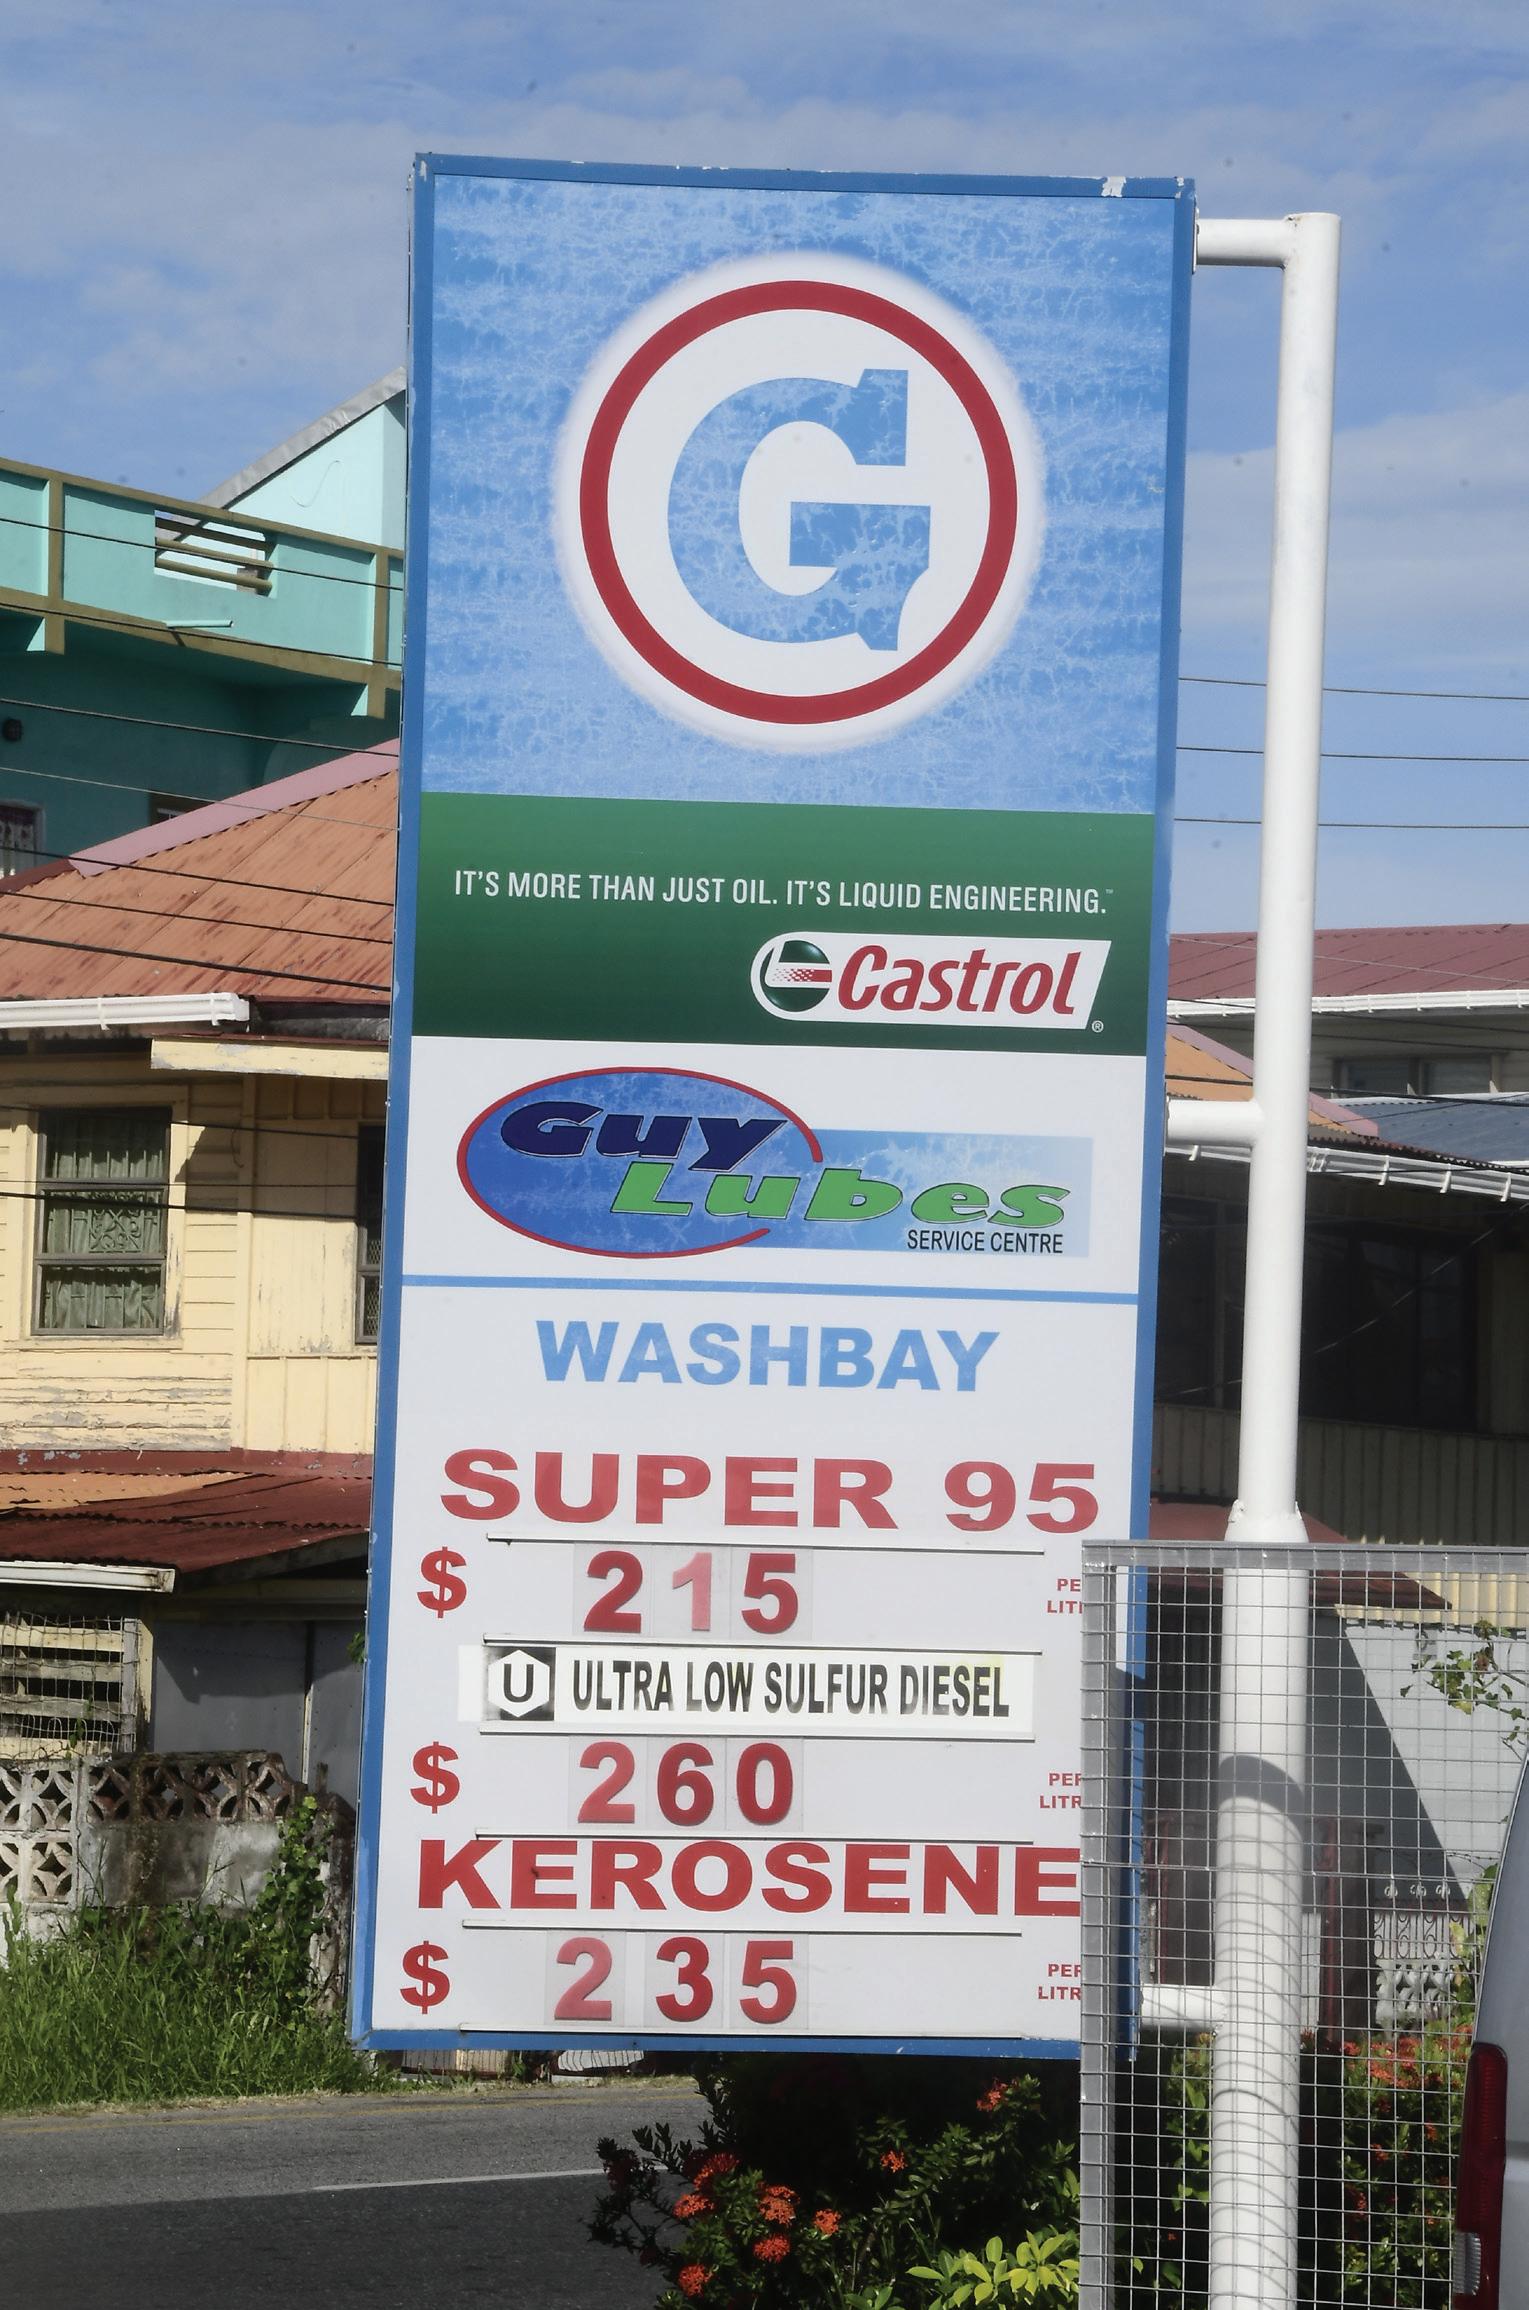 G
IT'S MORE THAN JUST OIL. IT'S LIQUID ENGINEERING.™
Castrol®
Guy
Lubes
SERVICE CENTRE
WASHBAY
SUPER 95
$ 215
U ULTRA LOW SULFUR DIESEL
$ 260
KEROSENE
$ 235